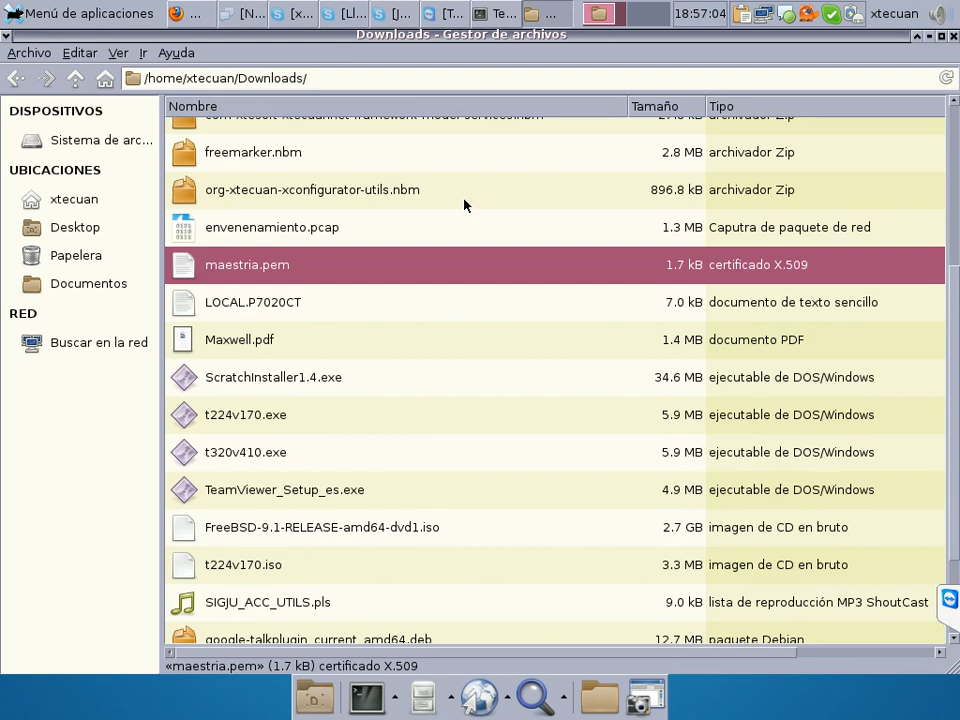 Menú de aplicaciones ... [N... [x... [Ll... [J... [T... Te... ... 18:57:04 xtecuan
Downloads - Gestor de archivos
Archivo Editar Ver Ir Ayuda
/home/xtecuan/Downloads/
DISPOSITIVOS
Sistema de arc...
UBICACIONES
xtecuan
Desktop
Papelera
Documentos
RED
Buscar en la red
Nombre Tamaño Tipo
archivador Zip
freemarker.nbm 2.8 MB archivador Zip
org-xtecuan-xconfigurator-utils.nbm 896.8 kB archivador Zip
envenenamiento.pcap 1.3 MB Caputra de paquete de red
maestria.pem 1.7 kB certificado X.509
LOCAL.P7020CT 7.0 kB documento de texto sencillo
Maxwell.pdf 1.4 MB documento PDF
ScratchInstaller1.4.exe 34.6 MB ejecutable de DOS/Windows
t224v170.exe 5.9 MB ejecutable de DOS/Windows
t320v410.exe 5.9 MB ejecutable de DOS/Windows
TeamViewer_Setup_es.exe 4.9 MB ejecutable de DOS/Windows
FreeBSD-9.1-RELEASE-amd64-dvd1.iso 2.7 GB imagen de CD en bruto
t224v170.iso 3.3 MB imagen de CD en bruto
SIGJU_ACC_UTILS.pls 9.0 kB lista de reproducción MP3 ShoutCast
google-talkplugin_current_amd64.deb 12.7 MB paquete Debian
«maestria.pem» (1.7 kB) certificado X.509